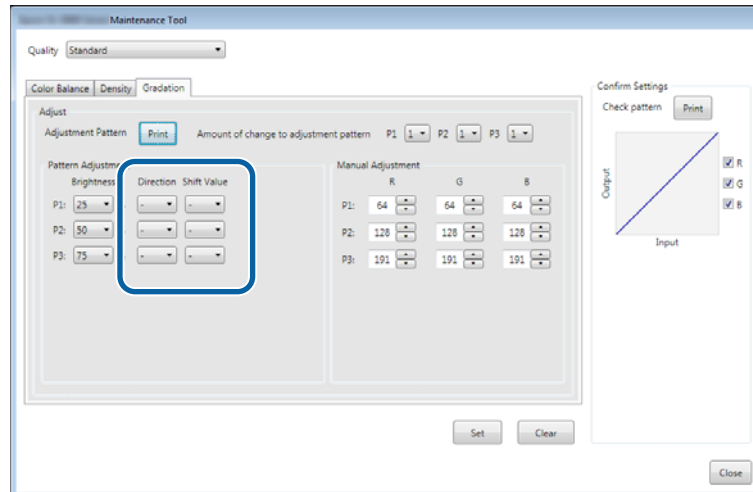 Maintenance Tool
Quality Standard
Color Balance Density Gradation
Adjust
Adjustment Pattern Print Amount of change to adjustment pattern P1 1 P2 1 P3 1
Pattern Adjustment
Brightness Direction Shift Value
P1: 25 - -
P2: 50 - -
P3: 75 - -
Manual Adjustment
R G B
P1: 64 64 64
P2: 128 128 128
P3: 191 191 191
Set Clear
Confirm Settings
Check pattern Print
Output
Input
R
G
B
Close